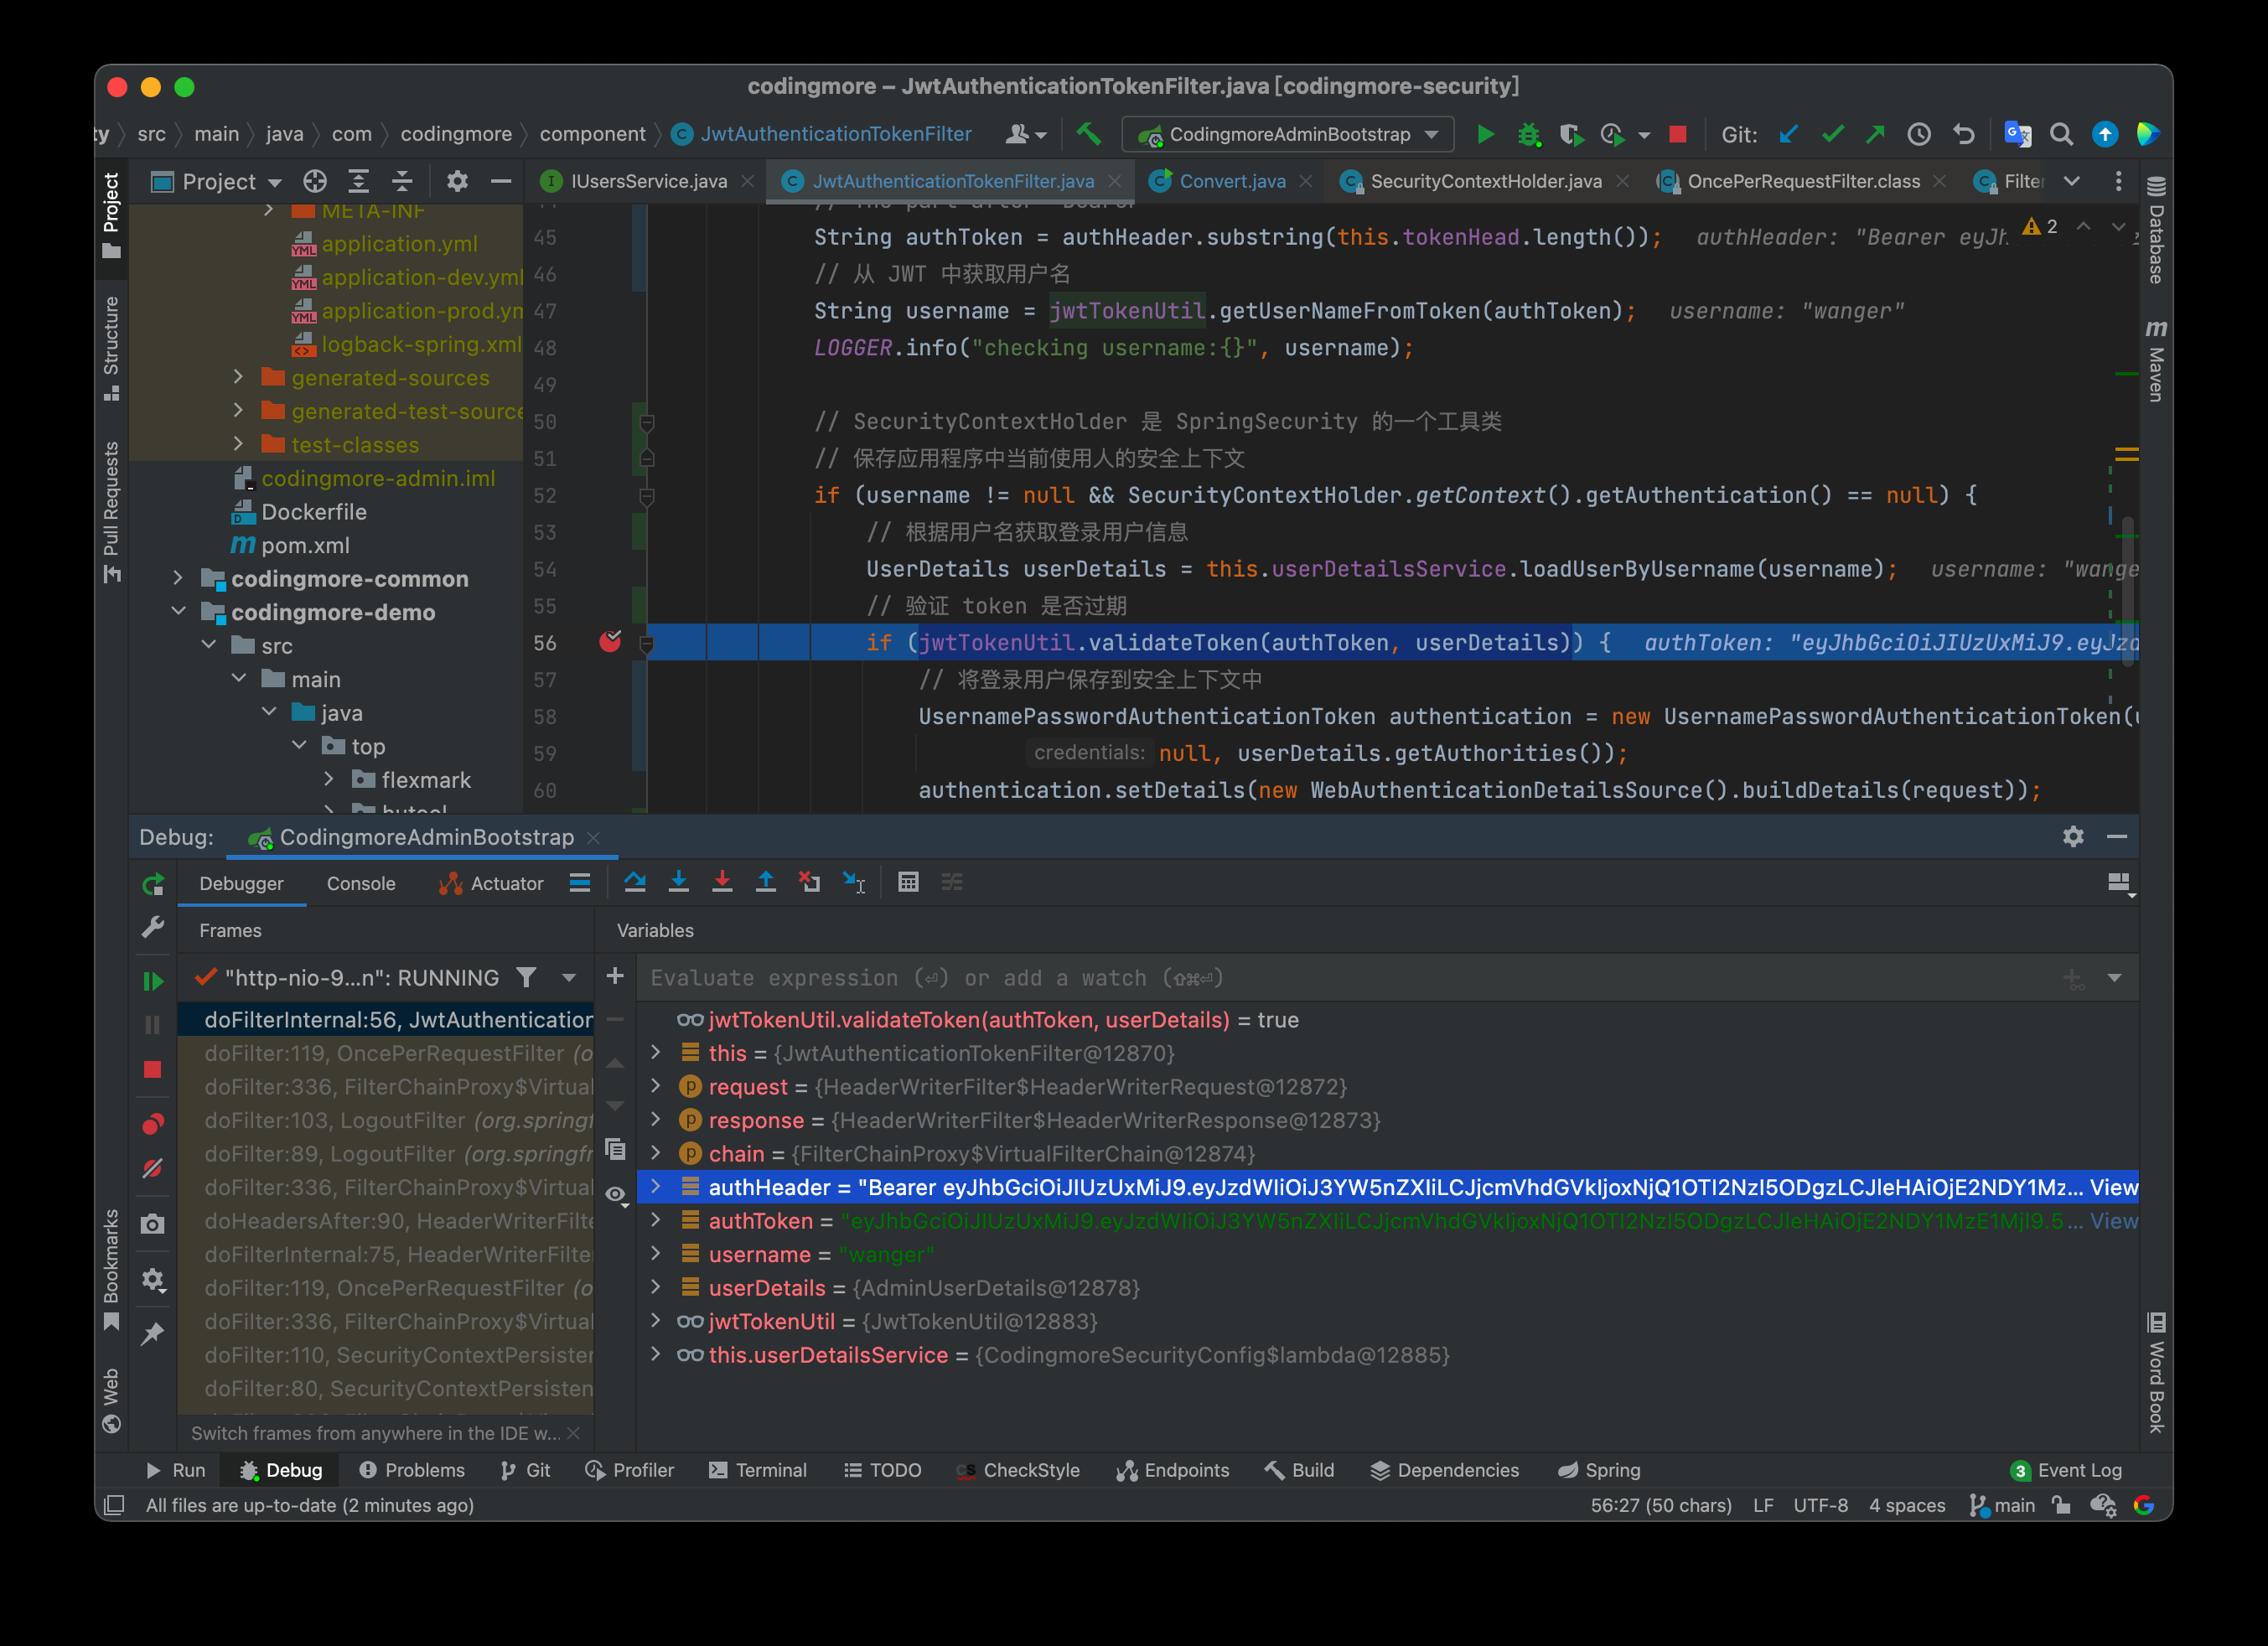 codingmore – JwtAuthenticationTokenFilter.java [codingmore-security]
ty src main java com codingmore component JwtAuthenticationTokenFilter CodingmoreAdminBootstrap Git:
Project
Structure
Pull Requests
Bookmarks
Web
Project
META-INF
application.yml
application-dev.yml
application-prod.ym
logback-spring.xml
generated-sources
generated-test-source
test-classes
codingmore-admin.iml
Dockerfile
pom.xml
codingmore-common
codingmore-demo
src
main
java
top
flexmark
hutool
IUsersService.java JwtAuthenticationTokenFilter.java Convert.java SecurityContextHolder.java OncePerRequestFilter.class Filter
2
45 String authToken = authHeader.substring(this.tokenHead.length()); authHeader: "Bearer eyJh
46 // 从 JWT 中获取用户名
47 String username = jwtTokenUtil.getUserNameFromToken(authToken); username: "wanger"
48 LOGGER.info("checking username:{}", username);
49
50 // SecurityContextHolder 是 SpringSecurity 的一个工具类
51 // 保存应用程序中当前使用人的安全上下文
52 if (username != null && SecurityContextHolder.getContext().getAuthentication() == null) {
53 // 根据用户名获取登录用户信息
54 UserDetails userDetails = this.userDetailsService.loadUserByUsername(username); username: "wange
55 // 验证 token 是否过期
56 if (jwtTokenUtil.validateToken(authToken, userDetails)) { authToken: "eyJhbGciOiJIUzUxMiJ9.eyJzd
57 // 将登录用户保存到安全上下文中
58 UsernamePasswordAuthenticationToken authentication = new UsernamePasswordAuthenticationToken(u
59 credentials: null, userDetails.getAuthorities());
60 authentication.setDetails(new WebAuthenticationDetailsSource().buildDetails(request));
Database
Maven
Word Book
Debug: CodingmoreAdminBootstrap
Debugger Console Actuator
Frames
"http-nio-9...n": RUNNING
doFilterInternal:56, JwtAuthentication
doFilter:119, OncePerRequestFilter (o
doFilter:336, FilterChainProxy$Virtual
doFilter:103, LogoutFilter (org.springf
doFilter:89, LogoutFilter (org.springfr
doFilter:336, FilterChainProxy$Virtual
doHeadersAfter:90, HeaderWriterFilte
doFilterInternal:75, HeaderWriterFilter
doFilter:119, OncePerRequestFilter (o
doFilter:336, FilterChainProxy$Virtual
doFilter:110, SecurityContextPersister
doFilter:80, SecurityContextPersisten
Switch frames from anywhere in the IDE w...
Variables
Evaluate expression (⏎) or add a watch (⇧⌘⏎)
jwtTokenUtil.validateToken(authToken, userDetails) = true
this = {JwtAuthenticationTokenFilter@12870}
request = {HeaderWriterFilter$HeaderWriterRequest@12872}
response = {HeaderWriterFilter$HeaderWriterResponse@12873}
chain = {FilterChainProxy$VirtualFilterChain@12874}
authHeader = "Bearer eyJhbGciOiJIUzUxMiJ9.eyJzdWIiOiJ3YW5nZXIiLCJjcmVhdGVkIjoxNjQ1OTI2NzI5ODgzLCJleHAiOjE2NDY1Mz... View
authToken = "eyJhbGciOiJIUzUxMiJ9.eyJzdWIiOiJ3YW5nZXIiLCJjcmVhdGVkIjoxNjQ1OTI2NzI5ODgzLCJleHAiOjE2NDY1MzE1Mjl9.5... View
username = "wanger"
userDetails = {AdminUserDetails@12878}
jwtTokenUtil = {JwtTokenUtil@12883}
this.userDetailsService = {CodingmoreSecurityConfig$lambda@12885}
Run Debug Problems Git Profiler Terminal TODO CheckStyle Endpoints Build Dependencies Spring 3 Event Log
All files are up-to-date (2 minutes ago) 56:27 (50 chars) LF UTF-8 4 spaces main